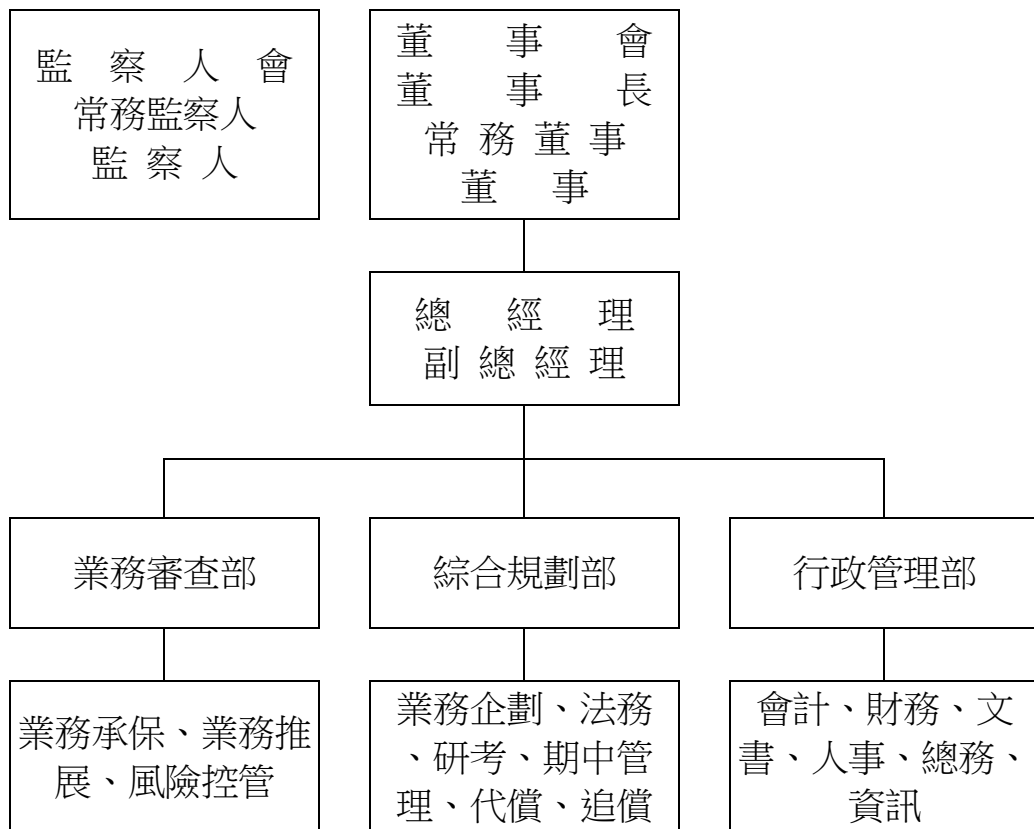 監察人會
常務監察人
監察人
董事會
董事長
常務董事
董事
總經理
副總經理
業務審查部
綜合規劃部
行政管理部
業務承保、業務推
展、風險控管
業務企劃、法務
、研考、期中管
理、代償、追償
會計、財務、文
書、人事、總務、
資訊